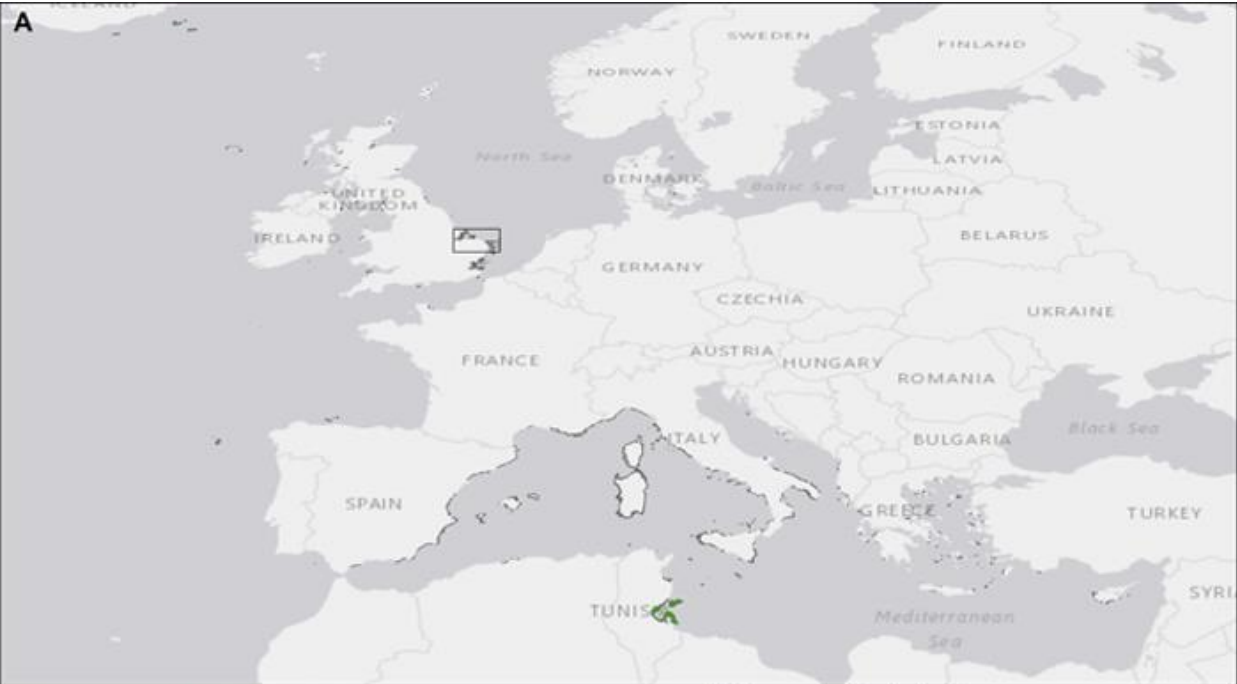 ICELAND
A
SWEDEN
FINLAND
NORWAY
ESTONIA
North Sea
LATVIA
DENMARK
Baltic Sea
LITHUANIA
UNITED
KINGDOM
IRELAND
BELARUS
GERMANY
CZECHIA
UKRAINE
AUSTRIA
FRANCE
HUNGARY
ROMANIA
Black Sea
ITALY
BULGARIA
SPAIN
GREECE
TURKEY
SYRI
TUNIS
Mediterranean
Sea